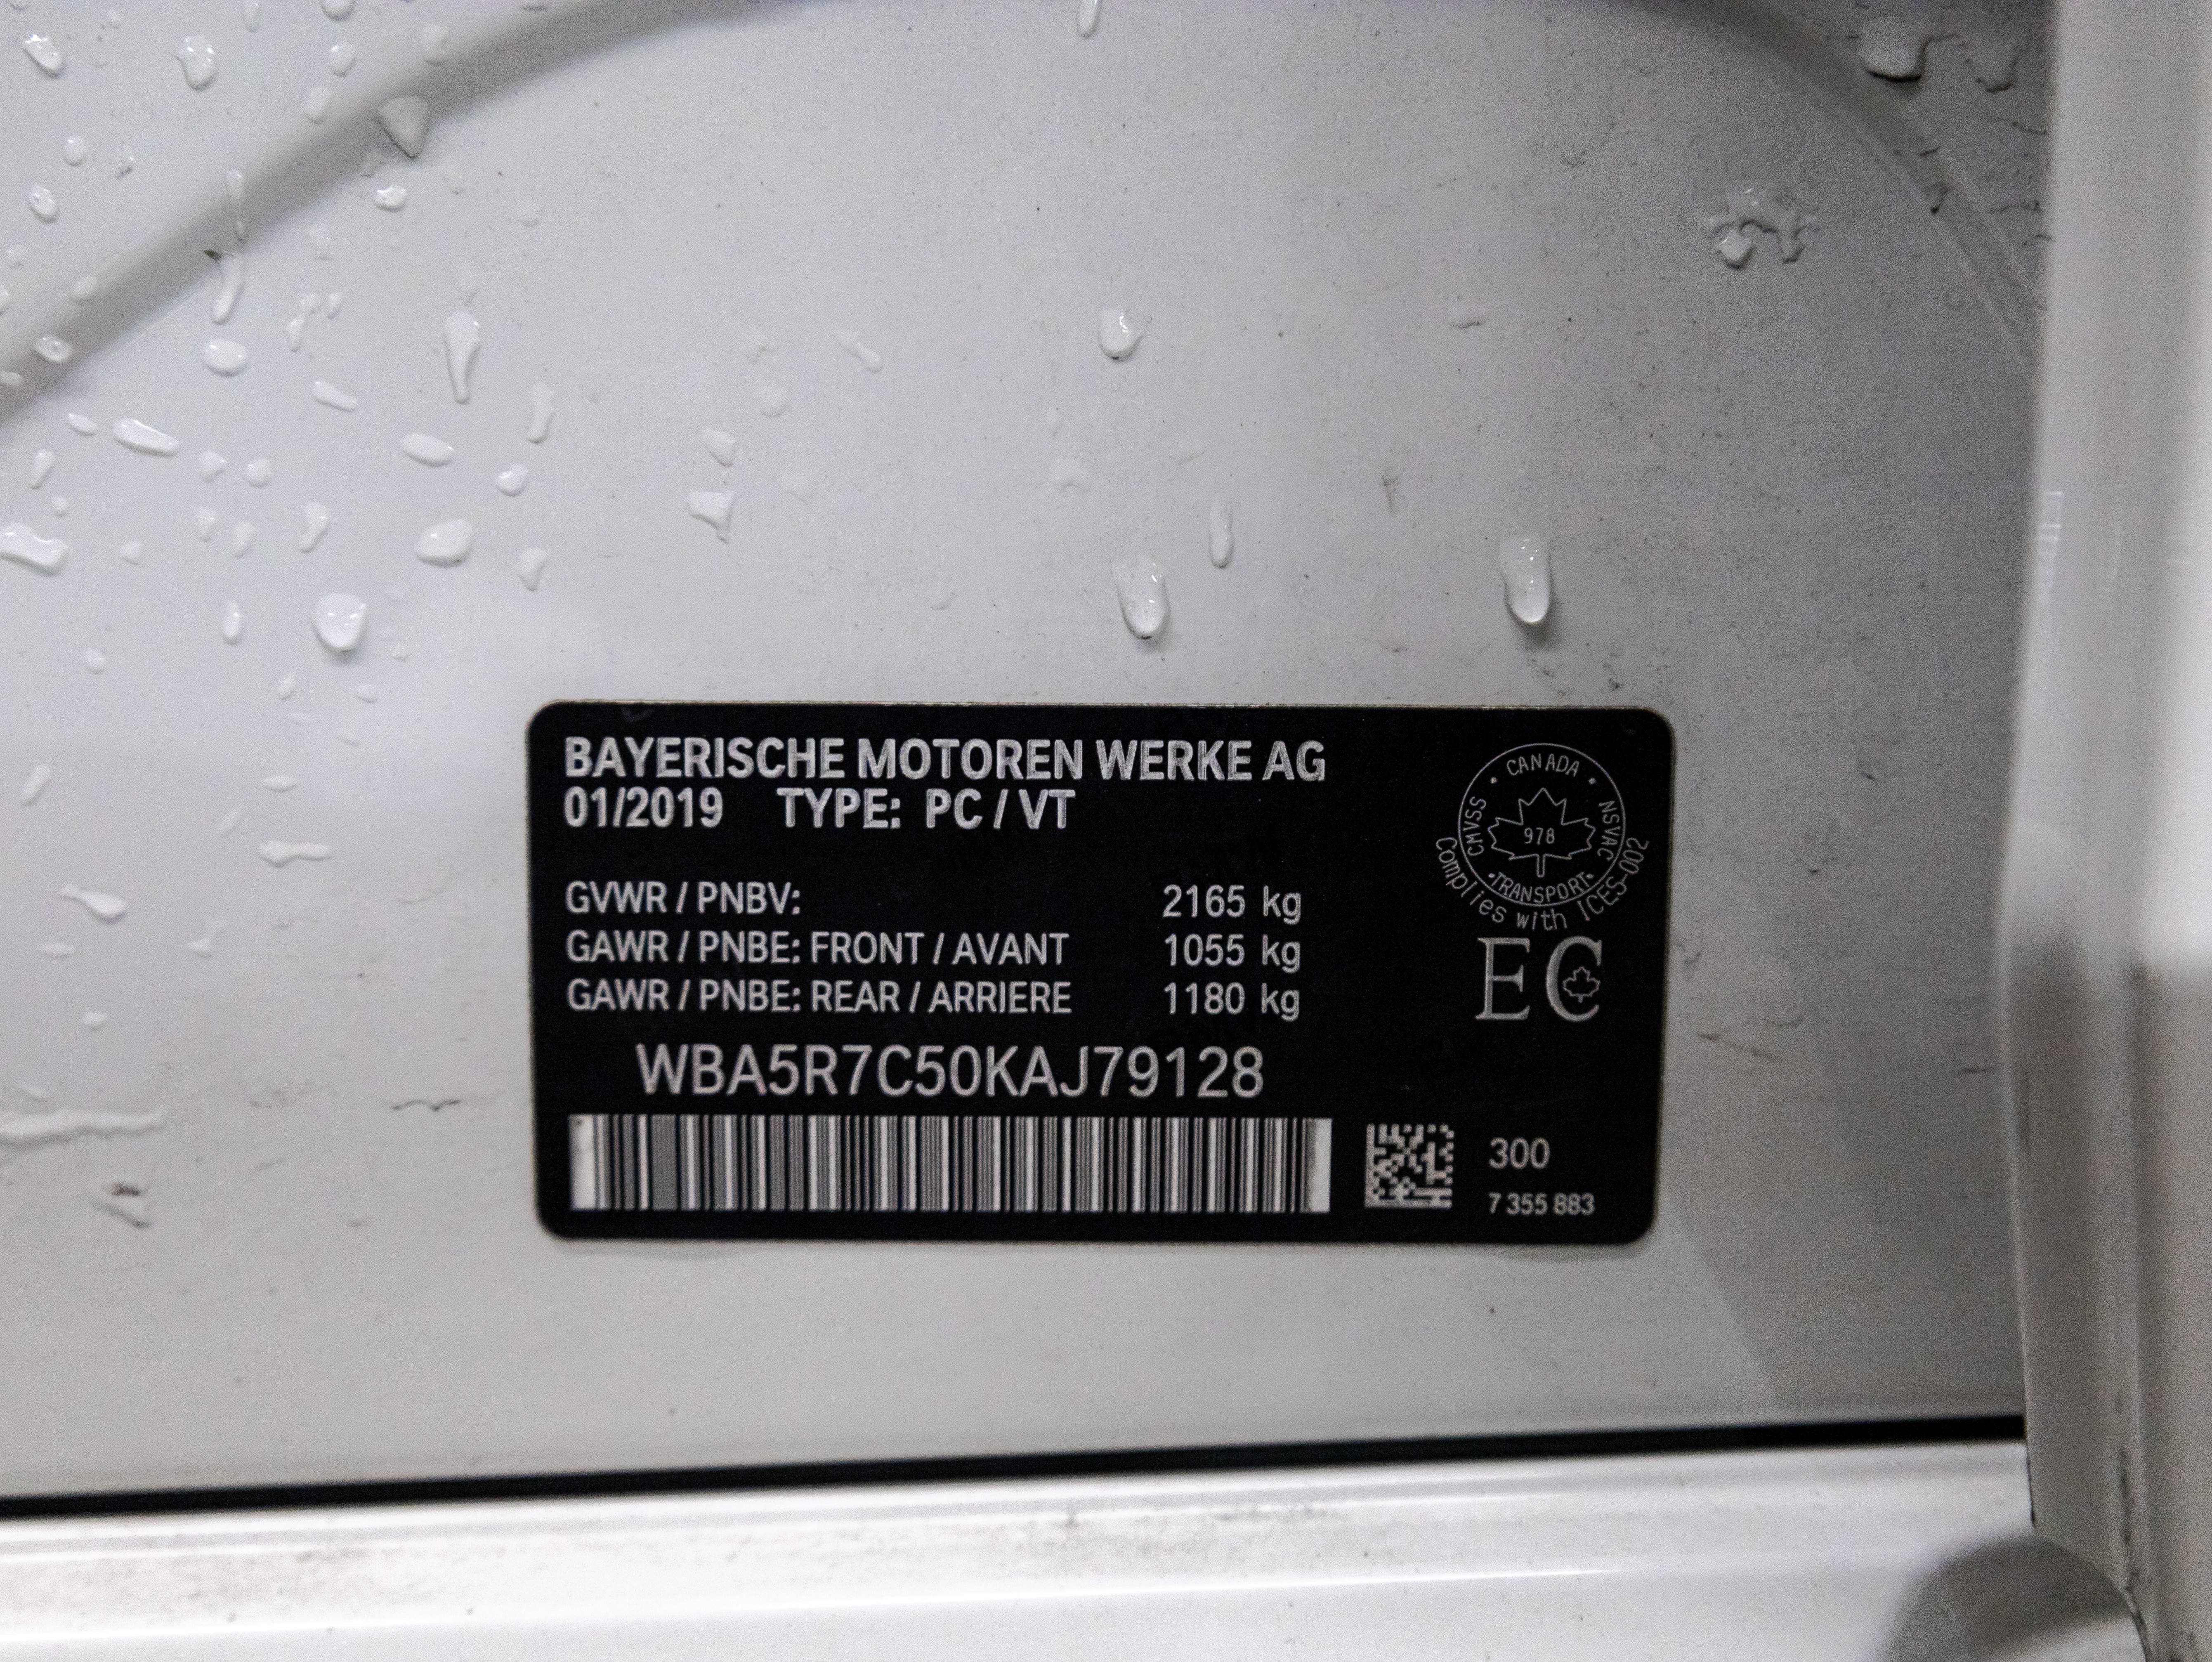 BAYERISCHE MOTOREN WERKE AG
01/2019 TYPE: PC / VT
GVWR / PNBV: 2165 kg
GAWR / PNBE: FRONT / AVANT 1055 kg
GAWR / PNBE: REAR / ARRIERE 1180 kg
WBA5R7C50KAJ79128
CANADA
CMVSS
978
NSVAC
TRANSPORT
Complies with ICES-002
EC
300
7 355 883